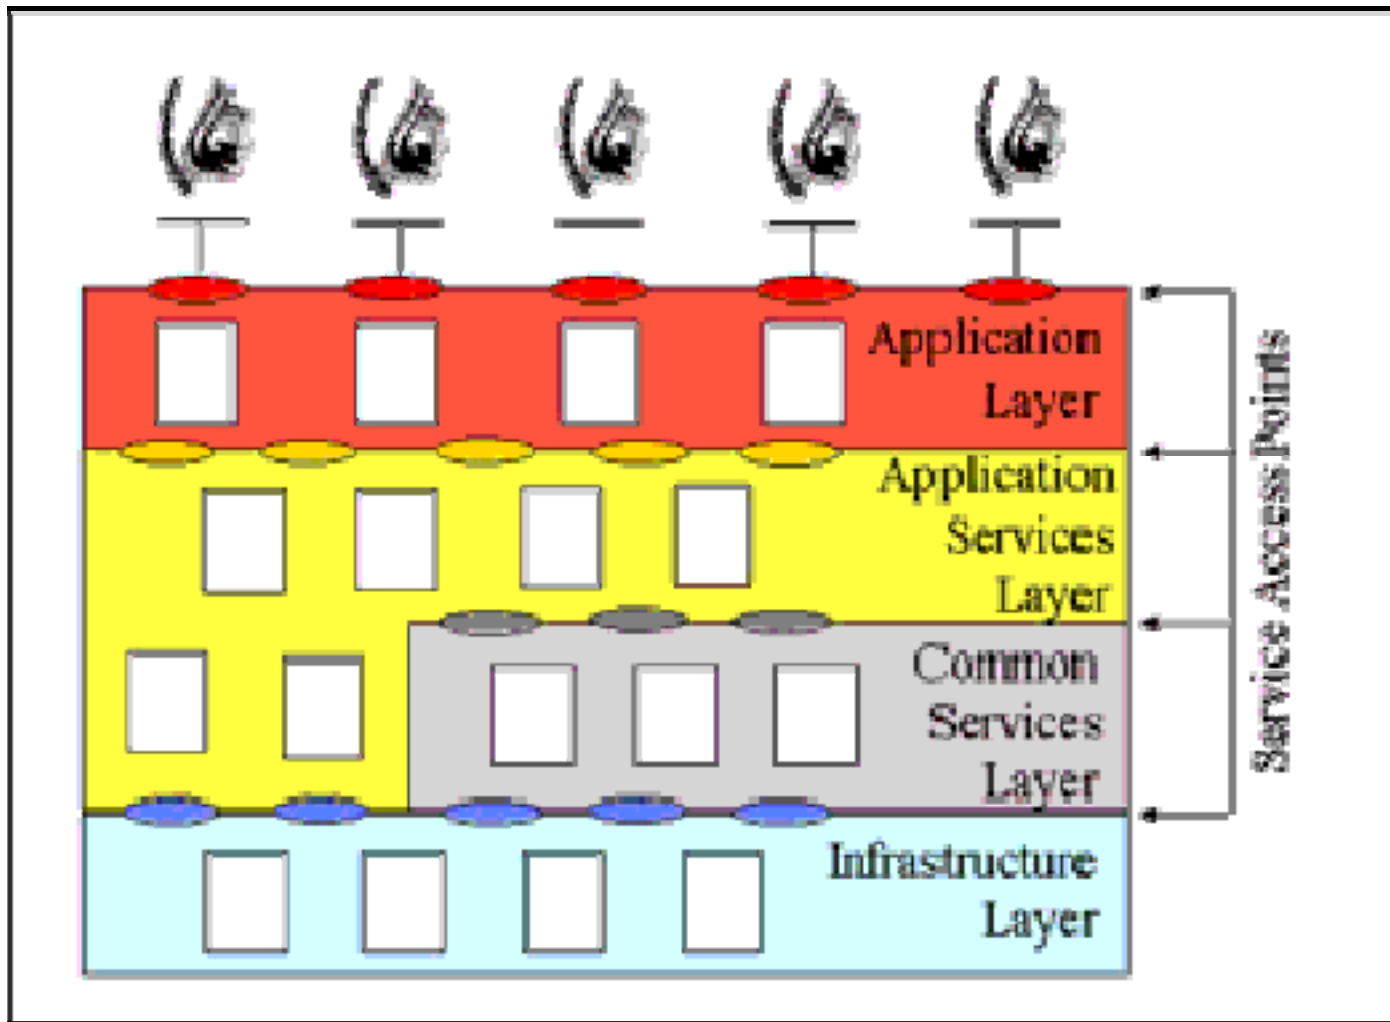 Application
Layer
Application
Services
Layer
Common
Services
Layer
Infrastructure
Layer
Service Access Points